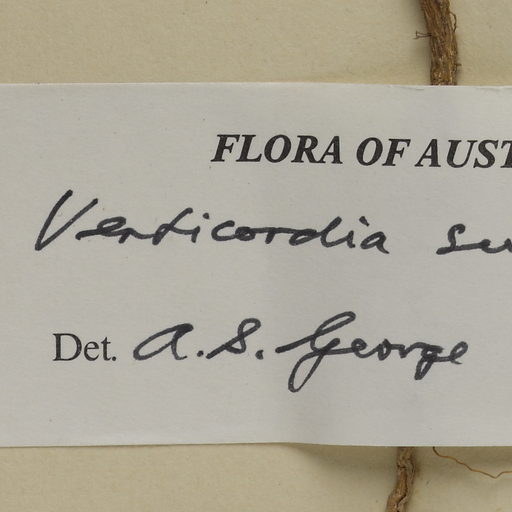 FLORA OF AUST
Verticordia
Det. A.S. George